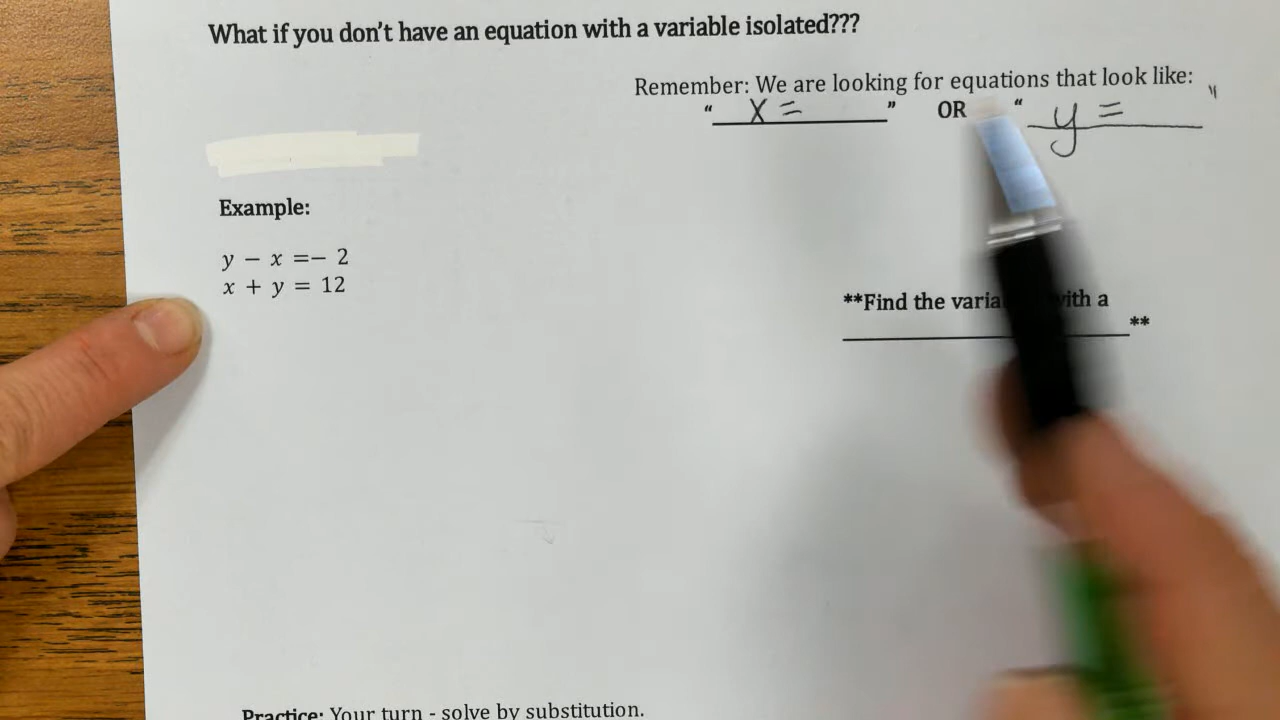 What if you don't have an equation with a variable isolated???
Remember: We are looking for equations that look like:
“ x = ” OR “ y = "
Example:
y − x =− 2
x + y = 12
**Find the with a
**
Practice: Your turn - solve by substitution.